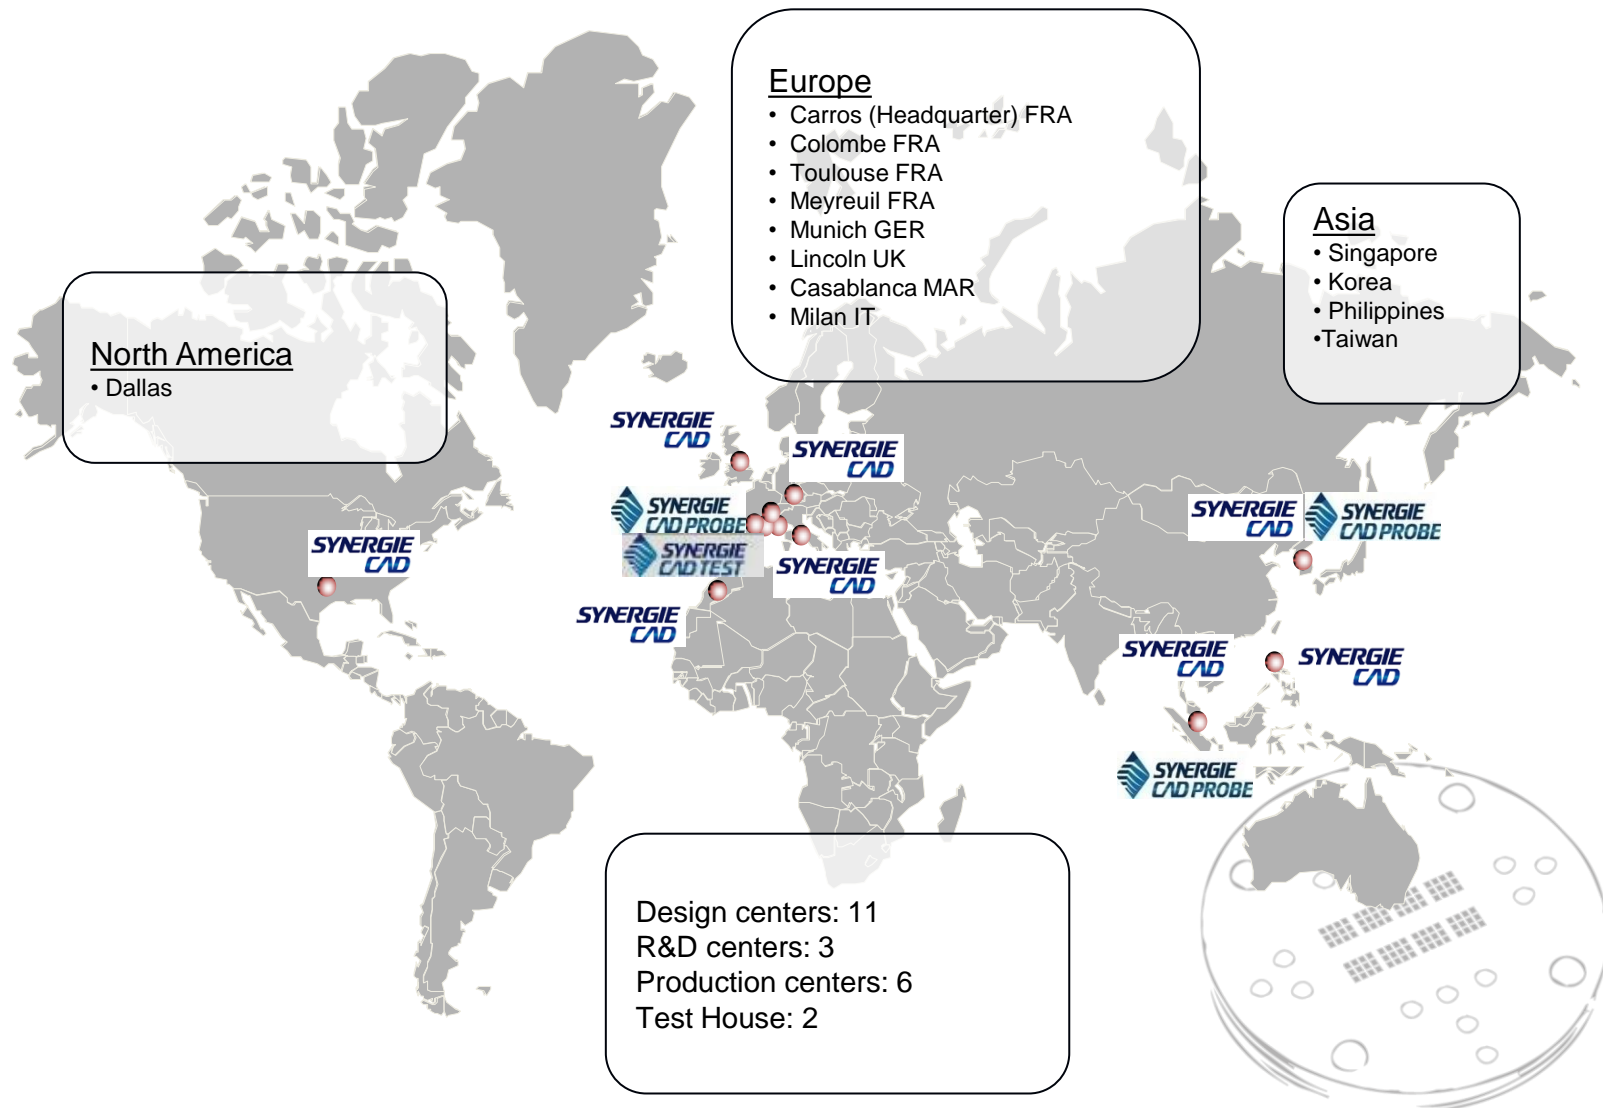 Europe
• Carros (Headquarter) FRA
• Colombe FRA
• Toulouse FRA
• Meyreuil FRA
• Munich GER
• Lincoln UK
• Casablanca MAR
• Milan IT
Asia
• Singapore
• Korea
• Philippines
•Taiwan
North America
• Dallas
SYNERGIE
CAD
SYNERGIE
CAD
SYNERGIE
CAD PROBE
SYNERGIE
CAD TEST
SYNERGIE
CAD
SYNERGIE
CAD
SYNERGIE
CAD
SYNERGIE
CAD
SYNERGIE
CAD PROBE
SYNERGIE
CAD
SYNERGIE
CAD
SYNERGIE
CAD PROBE
Design centers: 11
R&D centers: 3
Production centers: 6
Test House: 2